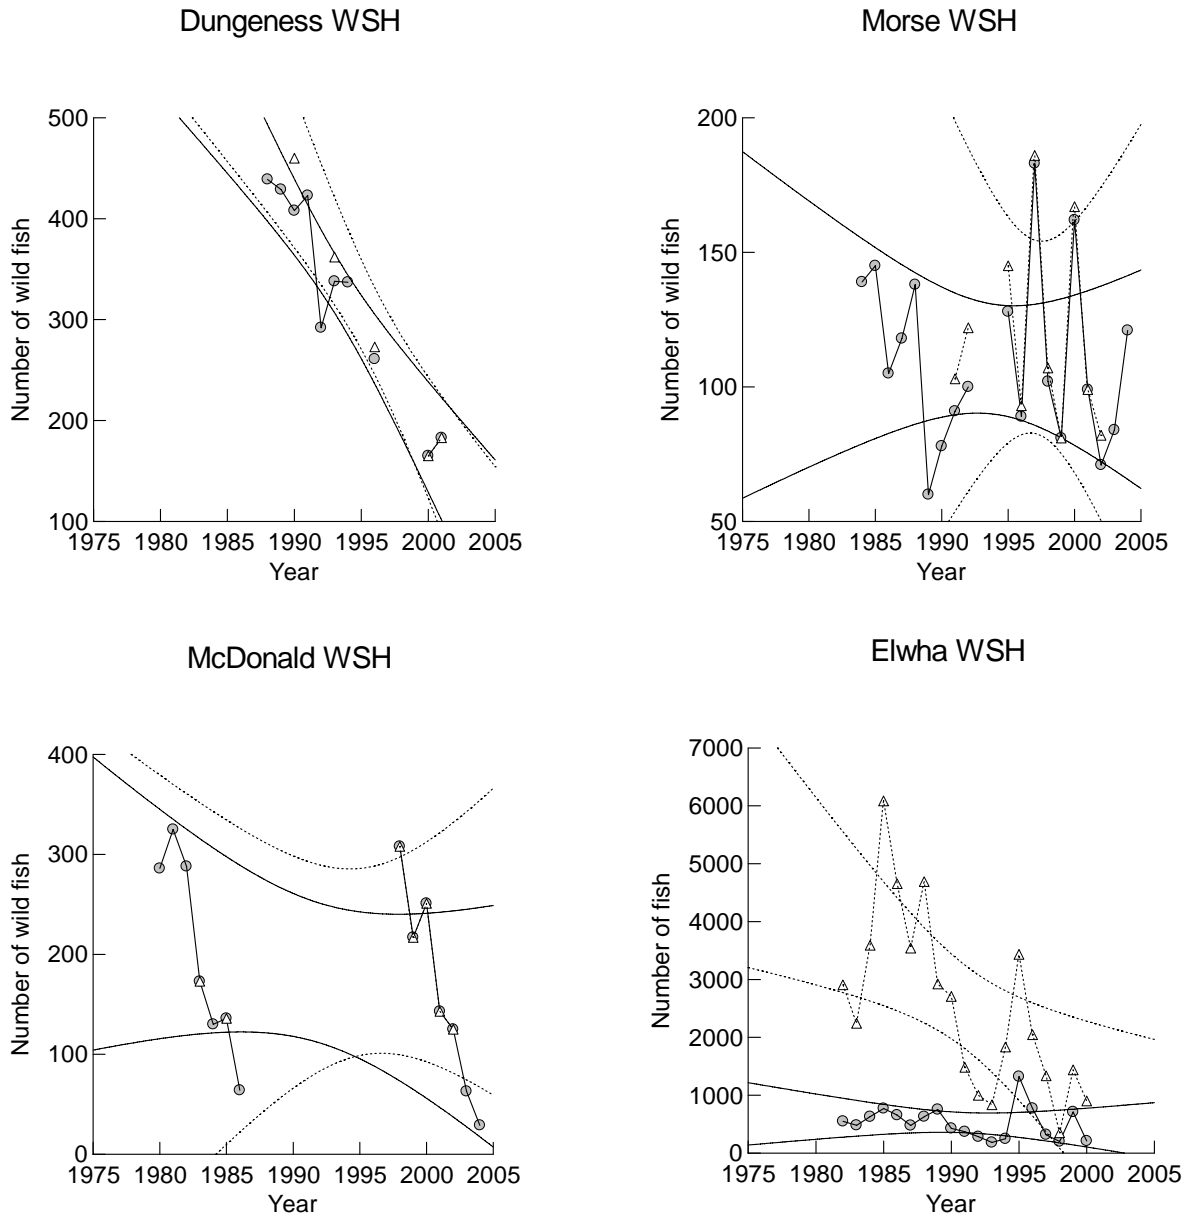 Dungeness WSH
500
400
300
200
100
1975 1980 1985 1990 1995 2000 2005
Year
Number of wild fish
Morse WSH
200
150
100
50
1975 1980 1985 1990 1995 2000 2005
Year
Number of wild fish
McDonald WSH
400
300
200
100
0
1975 1980 1985 1990 1995 2000 2005
Year
Number of wild fish
Elwha WSH
7000
6000
5000
4000
3000
2000
1000
0
1975 1980 1985 1990 1995 2000 2005
Year
Number of fish